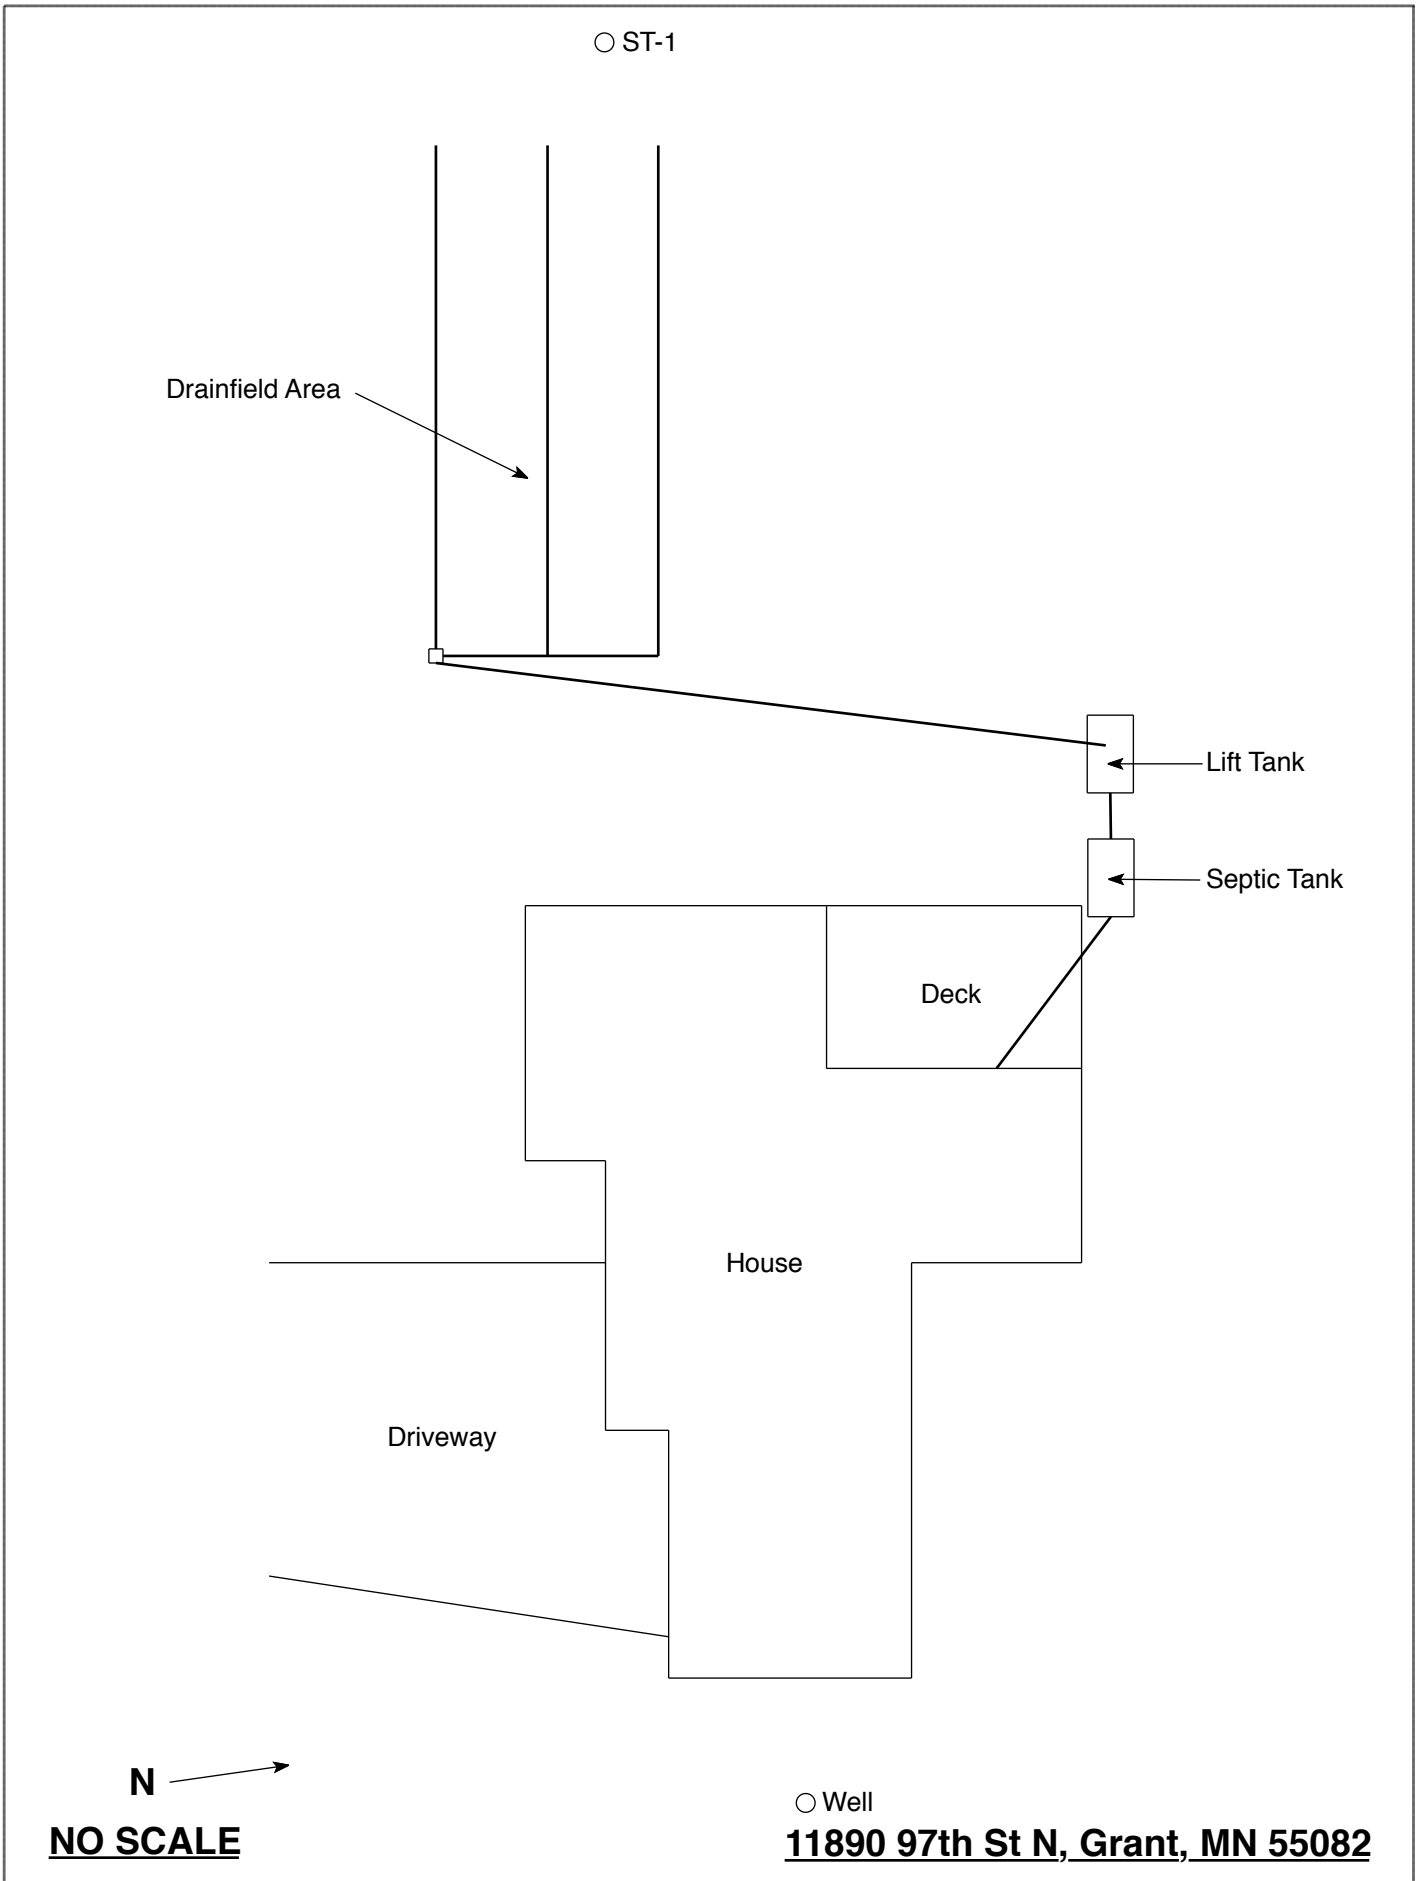 ST-1
Drainfield Area
Lift Tank
Septic Tank
Deck
House
Driveway
N
Well
NO SCALE
11890 97th St N, Grant, MN 55082